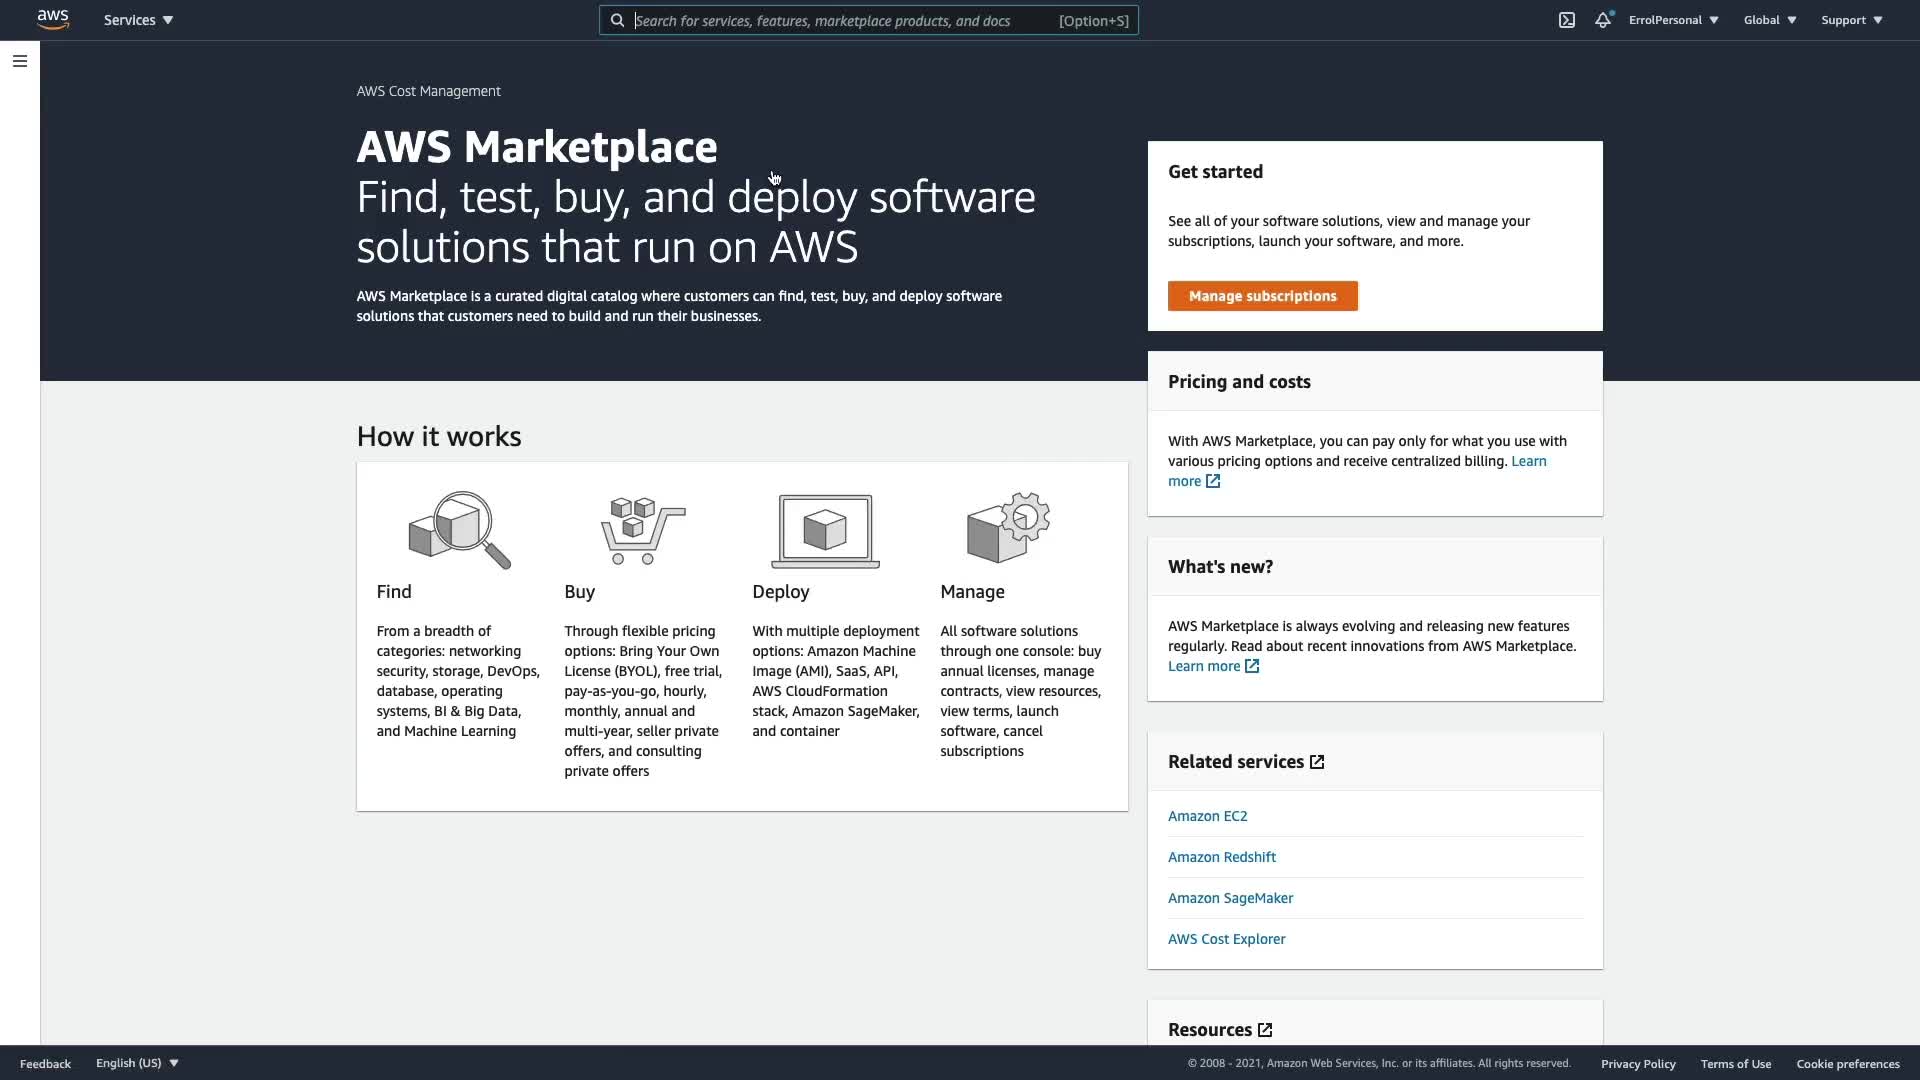 aws
Services
Search for services, features, marketplace products, and docs
[Option+S]
ErrolPersonal
Global
Support
AWS Cost Management
AWS Marketplace
Find, test, buy, and deploy software
solutions that run on AWS
AWS Marketplace is a curated digital catalog where customers can find, test, buy, and deploy software
solutions that customers need to build and run their businesses.
Get started
See all of your software solutions, view and manage your
subscriptions, launch your software, and more.
Manage subscriptions
Pricing and costs
With AWS Marketplace, you can pay only for what you use with
various pricing options and receive centralized billing. Learn
more
How it works
Find
From a breadth of
categories: networking
security, storage, DevOps,
database, operating
systems, BI & Big Data,
and Machine Learning
Buy
Through flexible pricing
options: Bring Your Own
License (BYOL), free trial,
pay-as-you-go, hourly,
monthly, annual and
multi-year, seller private
offers, and consulting
private offers
Deploy
With multiple deployment
options: Amazon Machine
Image (AMI), SaaS, API,
AWS CloudFormation
stack, Amazon SageMaker,
and container
Manage
All software solutions
through one console: buy
annual licenses, manage
contracts, view resources,
view terms, launch
software, cancel
subscriptions
What's new?
AWS Marketplace is always evolving and releasing new features
regularly. Read about recent innovations from AWS Marketplace.
Learn more
Related services
Amazon EC2
Amazon Redshift
Amazon SageMaker
AWS Cost Explorer
Resources
Feedback
English (US)
© 2008 - 2021, Amazon Web Services, Inc. or its affiliates. All rights reserved.
Privacy Policy
Terms of Use
Cookie preferences